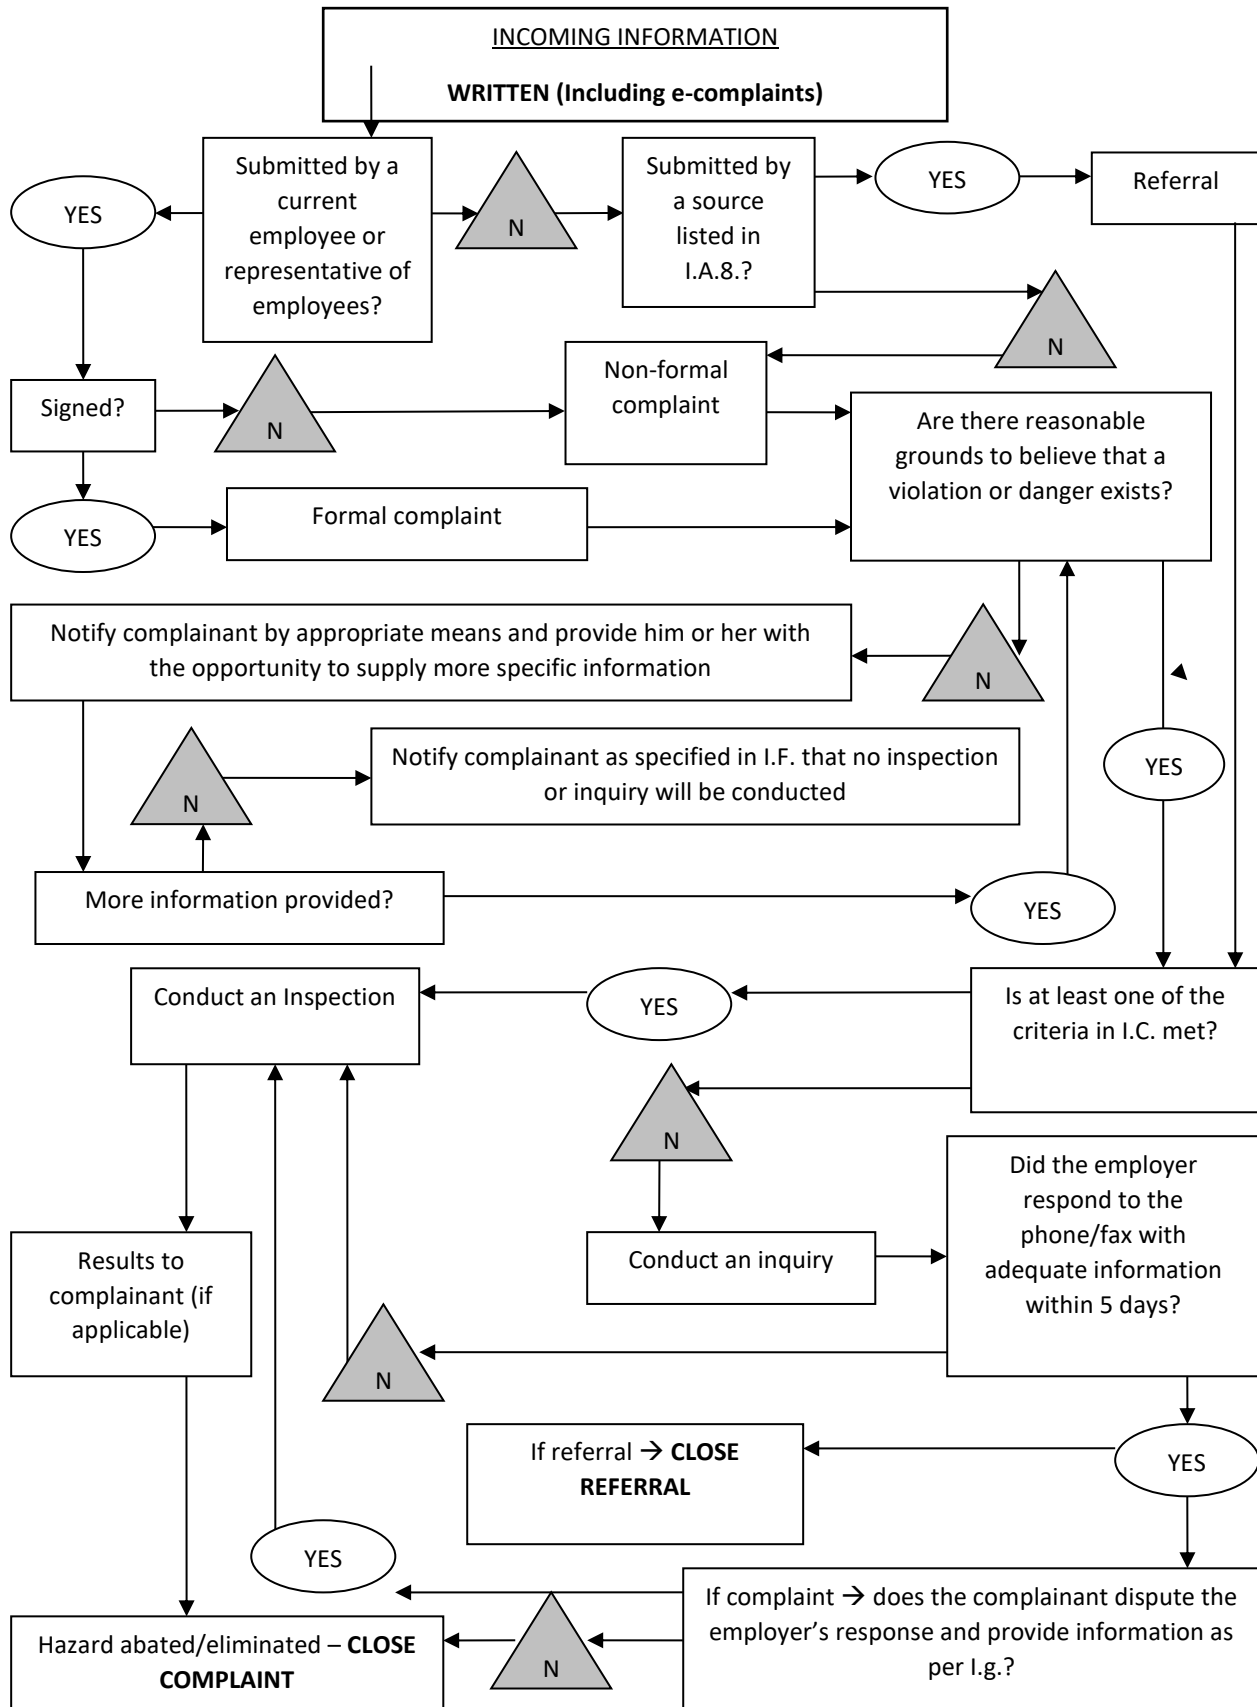 INCOMING INFORMATION
WRITTEN (Including e-complaints)
Submitted by a
current
employee or
representative of
employees?
YES
N
Submitted by
a source
listed in
I.A.8.?
YES
Referral
N
Signed?
N
Non-formal
complaint
Are there reasonable
grounds to believe that a
violation or danger exists?
YES
Formal complaint
Notify complainant by appropriate means and provide him or her with
the opportunity to supply more specific information
N
YES
N
Notify complainant as specified in I.F. that no inspection
or inquiry will be conducted
More information provided?
YES
Conduct an Inspection
YES
Is at least one of the
criteria in I.C. met?
N
Did the employer
respond to the
phone/fax with
adequate information
within 5 days?
Conduct an inquiry
Results to
complainant (if
applicable)
N
If referral → CLOSE
REFERRAL
YES
YES
If complaint → does the complainant dispute the
employer's response and provide information as
per I.g.?
N
Hazard abated/eliminated – CLOSE
COMPLAINT